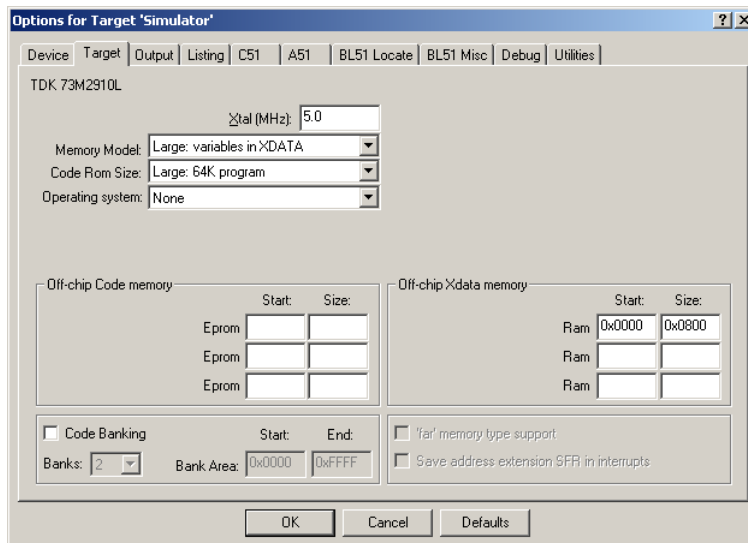 Options for Target 'Simulator'
Device Target Output Listing C51 A51 BL51 Locate BL51 Misc Debug Utilities
TDK 73M2910L
Xtal (MHz): 5.0
Memory Model: Large: variables in XDATA
Code Rom Size: Large: 64K program
Operating system: None
Off-chip Code memory
Start: Size:
Eprom
Eprom
Eprom
Off-chip Xdata memory
Start: Size:
Ram 0x0000 0x0800
Ram
Ram
Code Banking Start: End:
Banks: 2 Bank Area: 0x0000 0xFFFF
'far' memory type support
Save address extension SFR in interrupts
OK Cancel Defaults